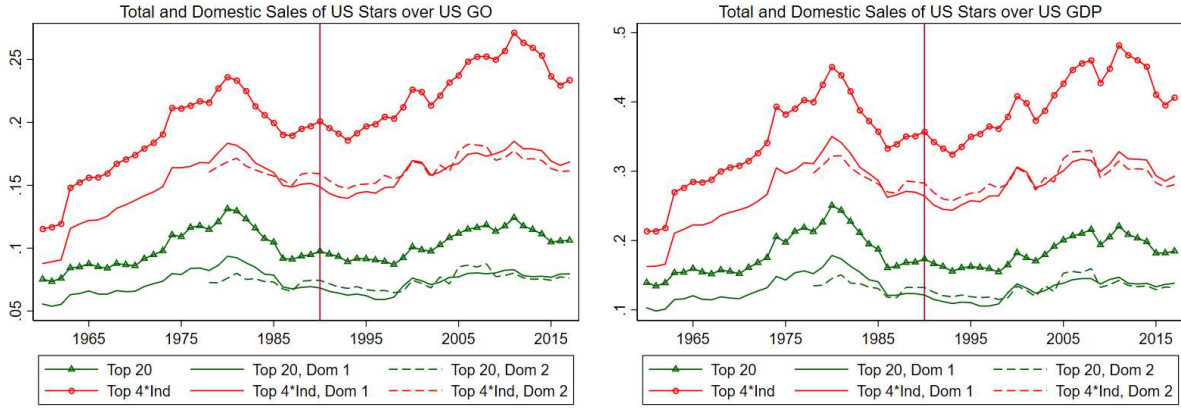 Total and Domestic Sales of US Stars over US GO
.25
.2
.15
.1
.05
1965 1975 1985 1995 2005 2015
Top 20 Top 20, Dom 1 Top 20, Dom 2
Top 4*Ind Top 4*Ind, Dom 1 Top 4*Ind, Dom 2
Total and Domestic Sales of US Stars over US GDP
.5
.4
.3
.2
.1
1965 1975 1985 1995 2005 2015
Top 20 Top 20, Dom 1 Top 20, Dom 2
Top 4*Ind Top 4*Ind, Dom 1 Top 4*Ind, Dom 2